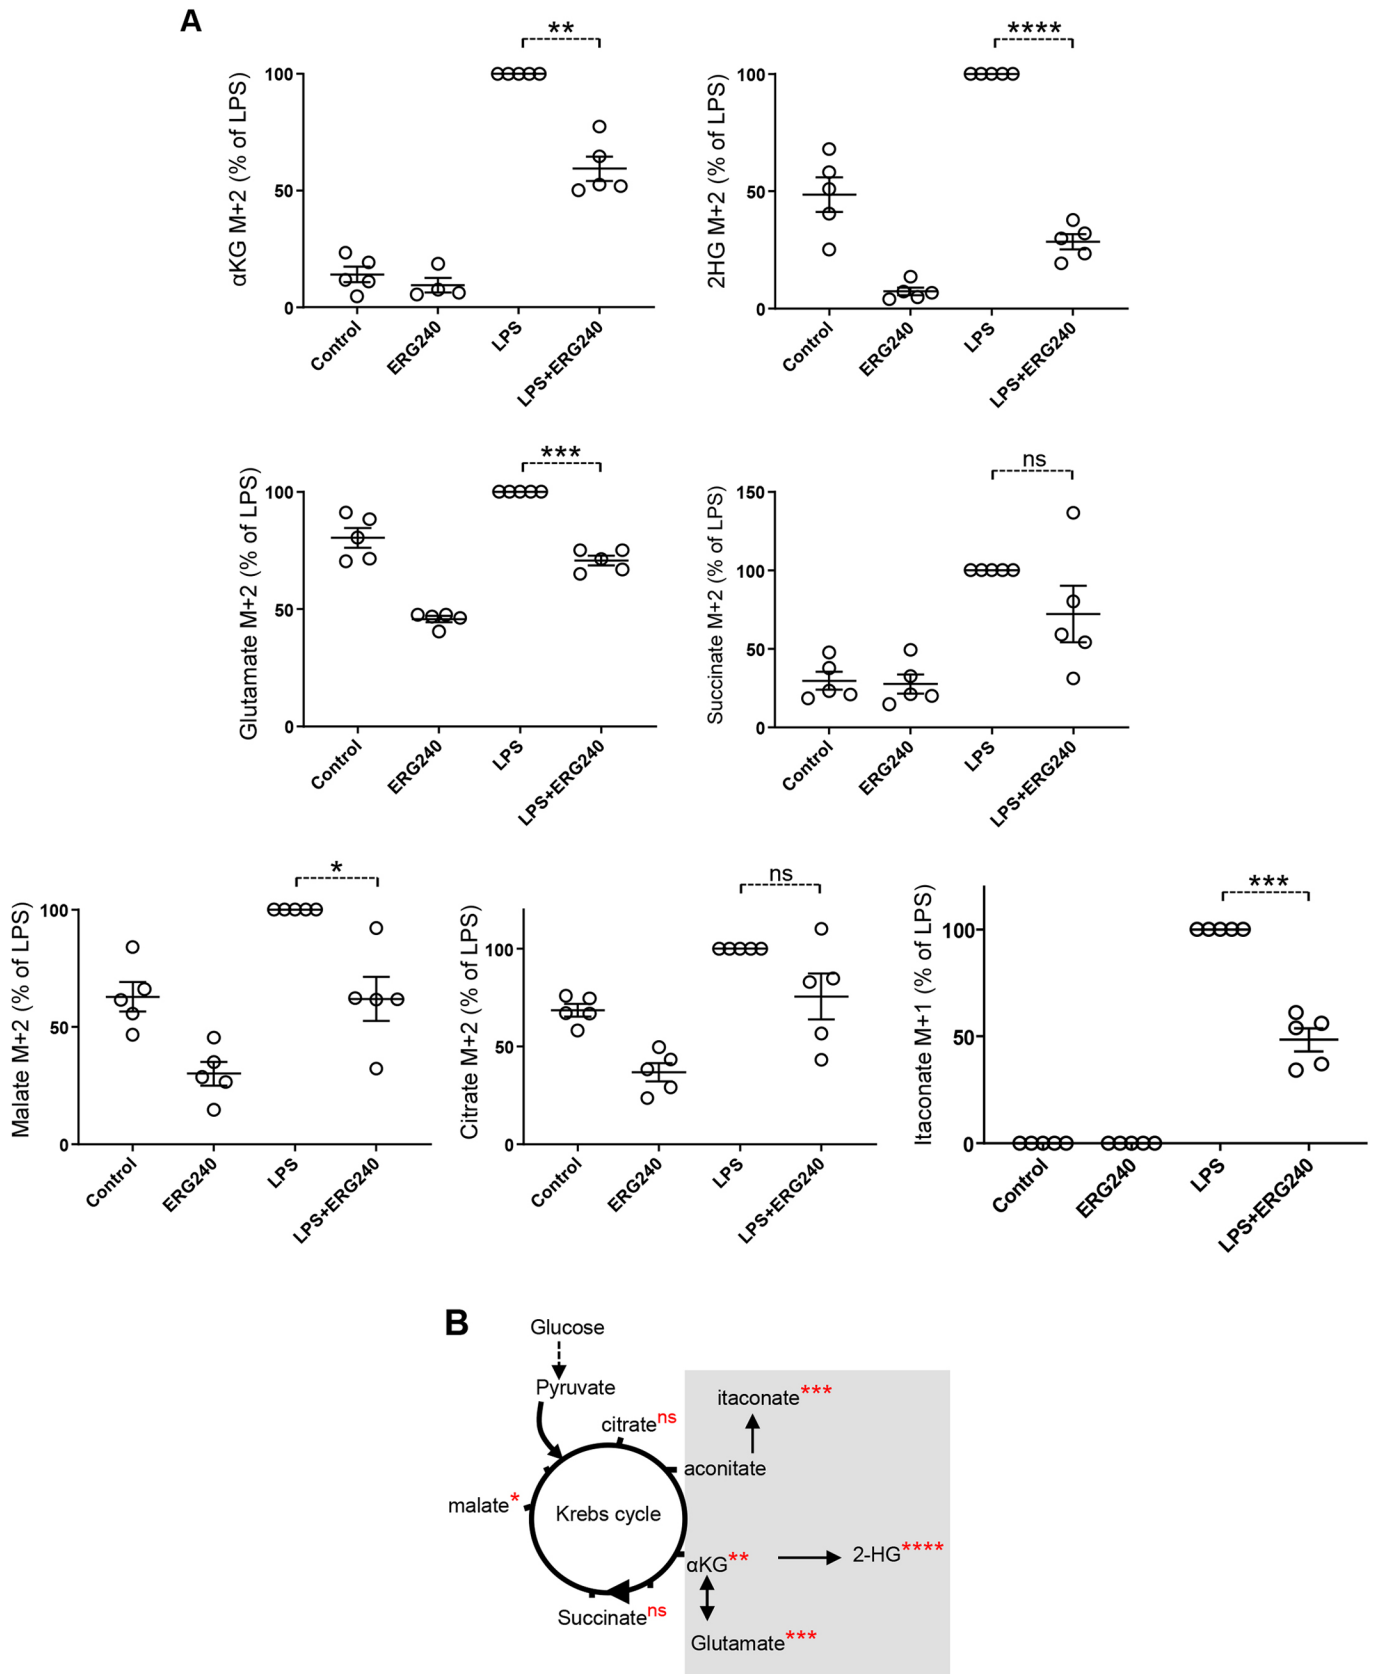 A
**
αKG M+2 (% of LPS)
100
50
0
Control
ERG240
LPS
LPS+ERG240
****
2HG M+2 (% of LPS)
100
50
0
Control
ERG240
LPS
LPS+ERG240
***
Glutamate M+2 (% of LPS)
100
50
0
Control
ERG240
LPS
LPS+ERG240
ns
Succinate M+2 (% of LPS)
150
100
50
0
Control
ERG240
LPS
LPS+ERG240
*
Malate M+2 (% of LPS)
100
50
0
Control
ERG240
LPS
LPS+ERG240
ns
Citrate M+2 (% of LPS)
100
50
0
Control
ERG240
LPS
LPS+ERG240
***
Itaconate M+1 (% of LPS)
100
50
0
Control
ERG240
LPS
LPS+ERG240
B
Glucose
Pyruvate
citrate ns
itaconate***
aconitate
malate*
Krebs cycle
αKG**
2-HG****
Succinate ns
Glutamate***